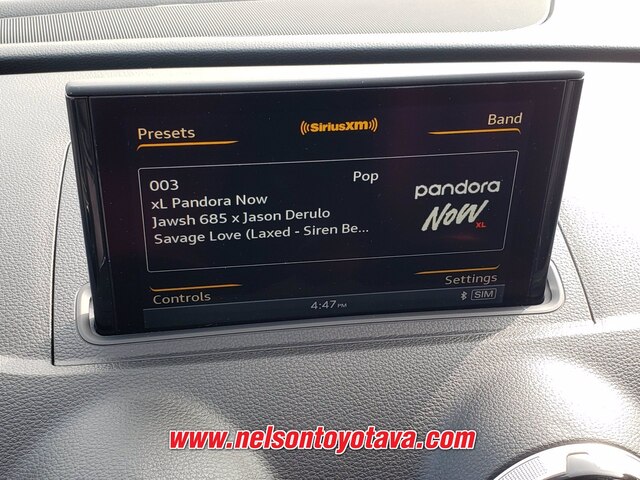 Presets
SiriusXM
Band
003
Pop
xL Pandora Now
Jawsh 685 x Jason Derulo
Savage Love (Laxed - Siren Be...
pandora
NOW
XL
Controls
Settings
4:47 PM
SIM
www.nelsontoyotava.com